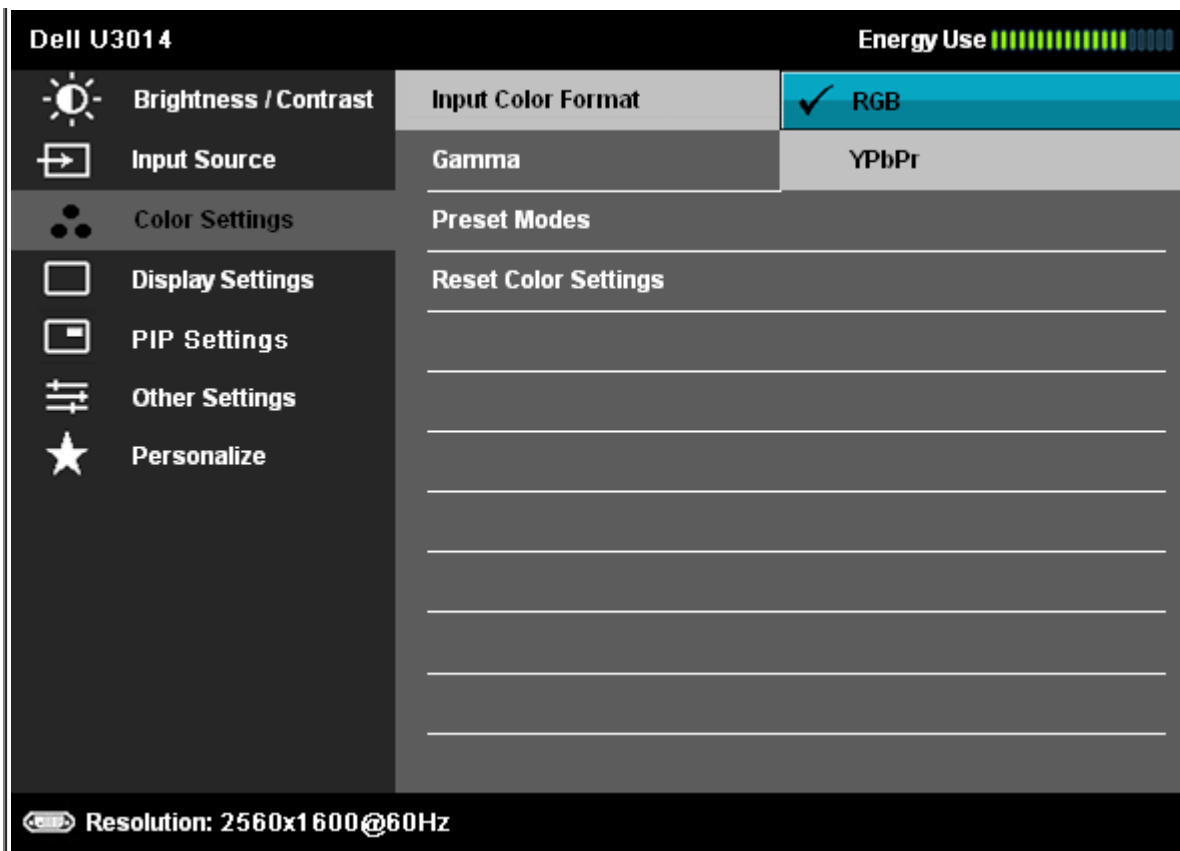 Dell U3014
Energy Use
Brightness / Contrast
Input Source
Color Settings
Display Settings
PIP Settings
Other Settings
Personalize
Input Color Format
Gamma
Preset Modes
Reset Color Settings
RGB
YPbPr
Resolution: 2560x1600@60Hz